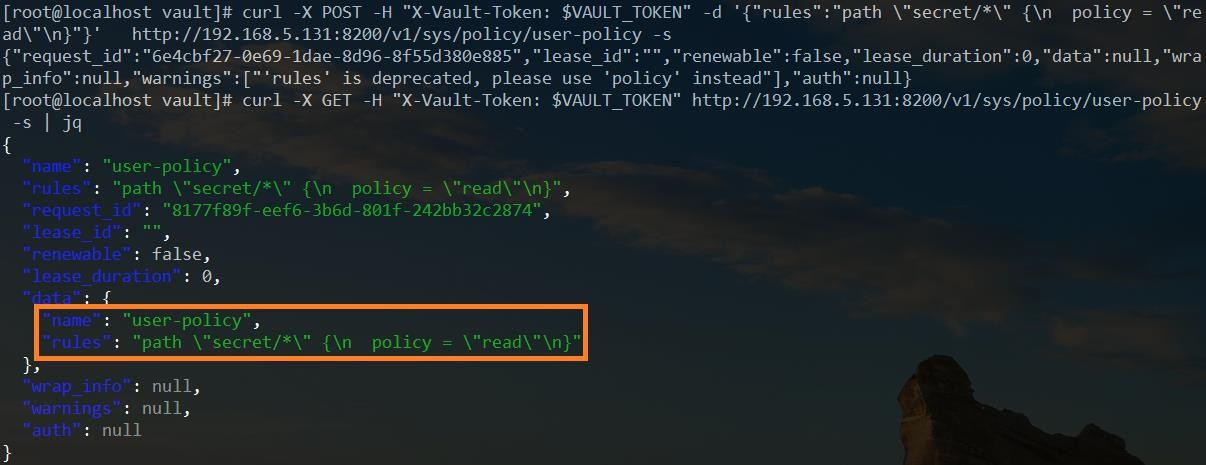 [root@localhost vault]# curl -X POST -H "X-Vault-Token: $VAULT_TOKEN" -d '{"rules":"path \"secret/*\" {\n  policy = \"re
ad\"\n}"}'   http://192.168.5.131:8200/v1/sys/policy/user-policy -s
{"request_id":"6e4cbf27-0e69-1dae-8d96-8f55d380e885","lease_id":"","renewable":false,"lease_duration":0,"data":null,"wra
p_info":null,"warnings":["'rules' is deprecated, please use 'policy' instead"],"auth":null}
[root@localhost vault]# curl -X GET -H "X-Vault-Token: $VAULT_TOKEN" http://192.168.5.131:8200/v1/sys/policy/user-policy
 -s | jq
{
  "name": "user-policy",
  "rules": "path \"secret/*\" {\n  policy = \"read\"\n}",
  "request_id": "8177f89f-eef6-3b6d-801f-242bb32c2874",
  "lease_id": "",
  "renewable": false,
  "lease_duration": 0,
  "data": {
    "name": "user-policy",
    "rules": "path \"secret/*\" {\n  policy = \"read\"\n}"
  },
  "wrap_info": null,
  "warnings": null,
  "auth": null
}